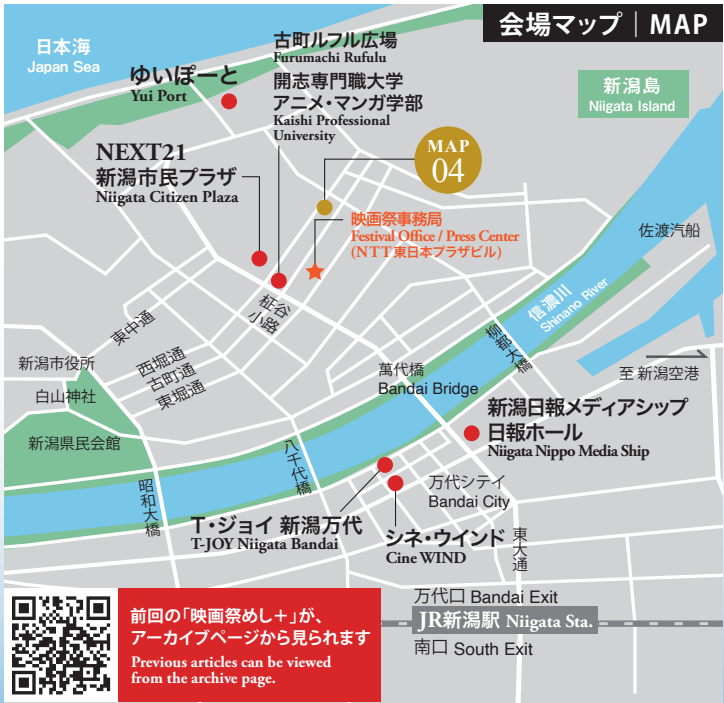 会場マップ｜MAP
日本海
Japan Sea
ゆいぽーと
Yui Port
古町ルフル広場
Furumachi Rufulu
開志専門職大学
アニメ・マンガ学部
Kaishi Professional
University
新潟島
Niigata Island
MAP
04
NEXT21
新潟市民プラザ
Niigata Citizen Plaza
映画祭事務局
Festival Office / Press Center
(NTT東日本プラザビル)
佐渡汽船
信濃川
Shinano River
柾谷
小路
柳都大橋
東中通
西堀通
古町通
東堀通
新潟市役所
白山神社
新潟県民会館
萬代橋
Bandai Bridge
至 新潟空港
新潟日報メディアシップ
日報ホール
Niigata Nippo Media Ship
八千代橋
昭和大橋
万代シテイ
Bandai City
T・ジョイ 新潟万代
T-JOY Niigata Bandai
シネ・ウインド
Cine WIND
東大通
万代口 Bandai Exit
JR新潟駅 Niigata Sta.
南口 South Exit
前回の「映画祭めし＋」が、
アーカイブページから見られます
Previous articles can be viewed
from the archive page.